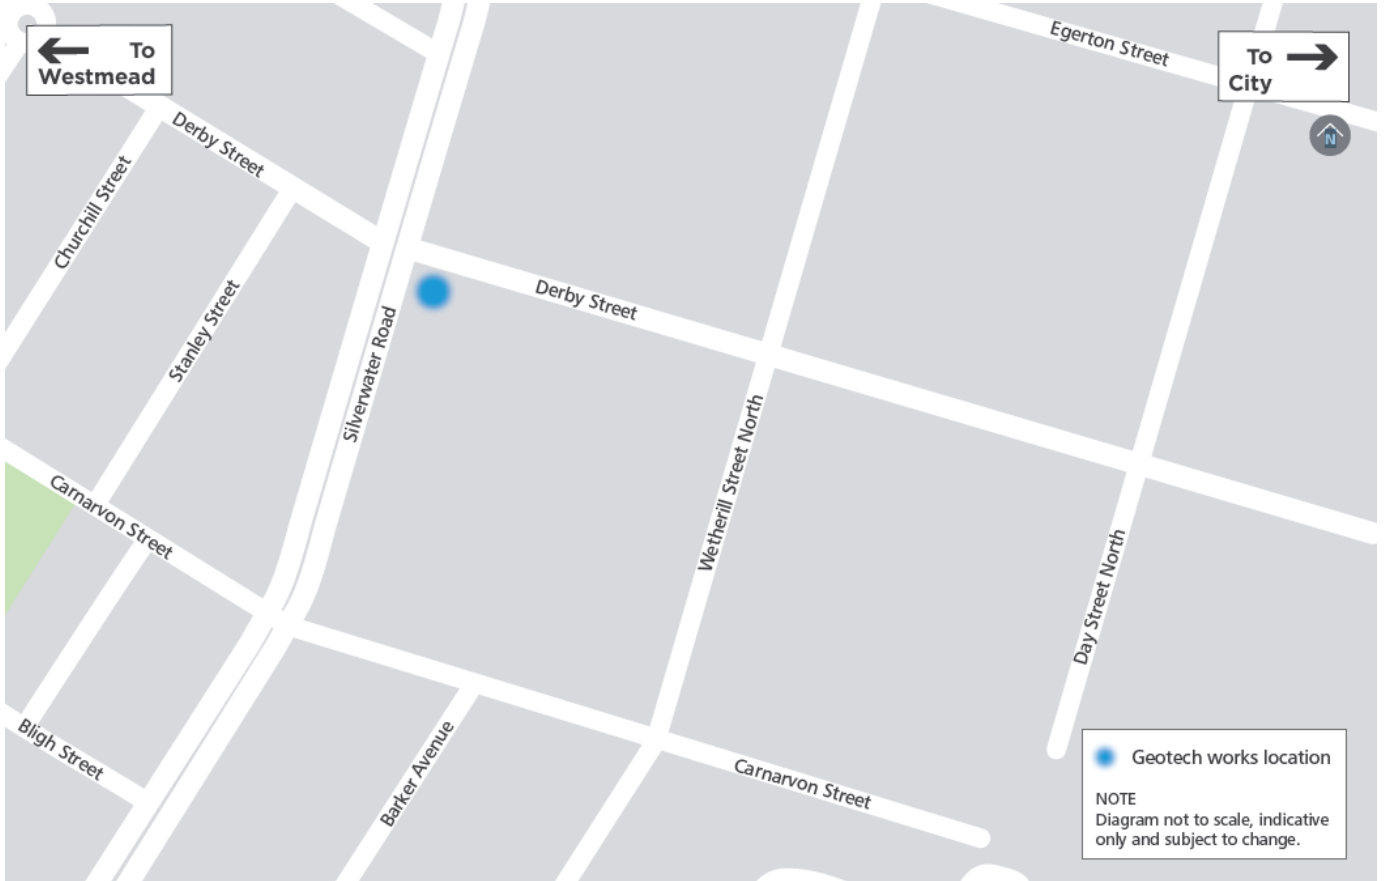 Egerton Street
To
Westmead
To
City
N
Derby Street
Churchill Street
Stanley Street
Derby Street
Silverwater Road
Wetherill Street North
Carnarvon Street
Day Street North
Bligh Street
Barker Avenue
Carnarvon Street
Geotech works location
NOTE
Diagram not to scale, indicative
only and subject to change.